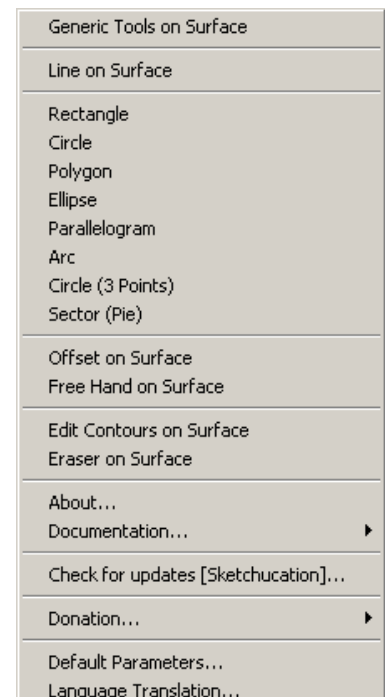 Generic Tools on Surface
Line on Surface
Rectangle
Circle
Polygon
Ellipse
Parallelogram
Arc
Circle (3 Points)
Sector (Pie)
Offset on Surface
Free Hand on Surface
Edit Contours on Surface
Eraser on Surface
About...
Documentation...
Check for updates [Sketchucation]...
Donation...
Default Parameters...
Language Translation...